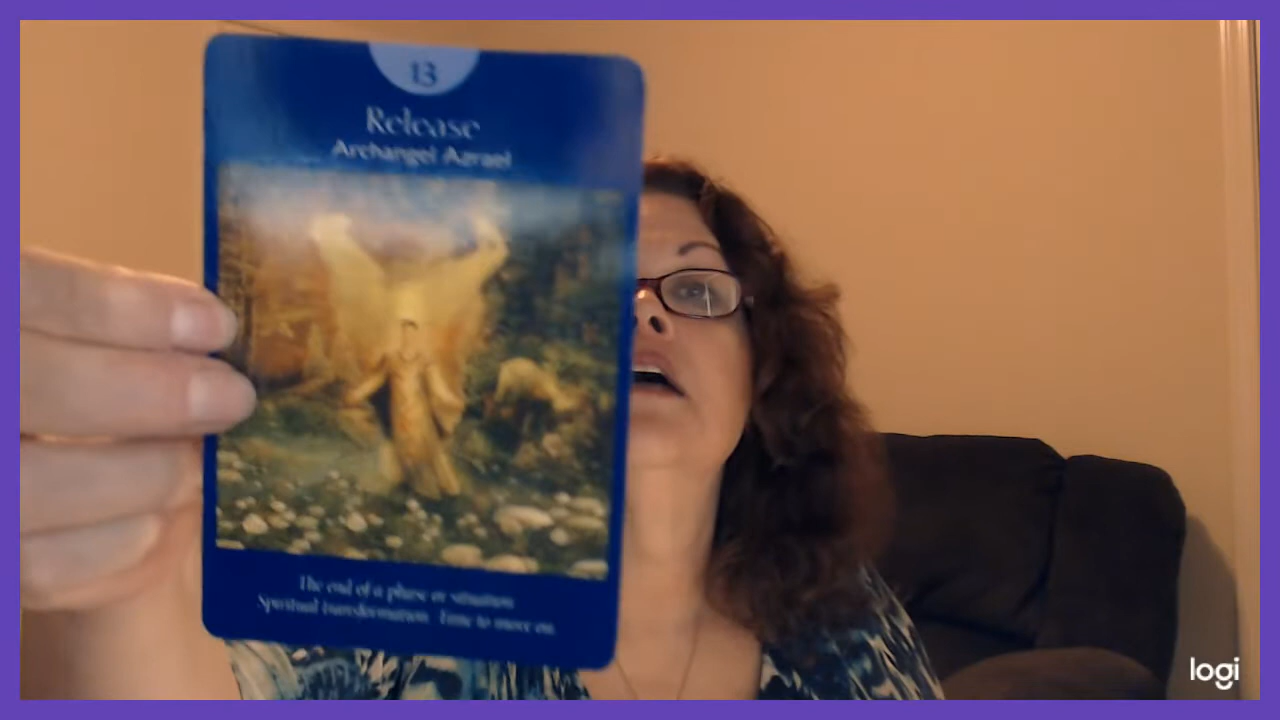 13
Release
Archangel Azrael
The end of a phase or situation
Spiritual transformation Time to move on.
logi